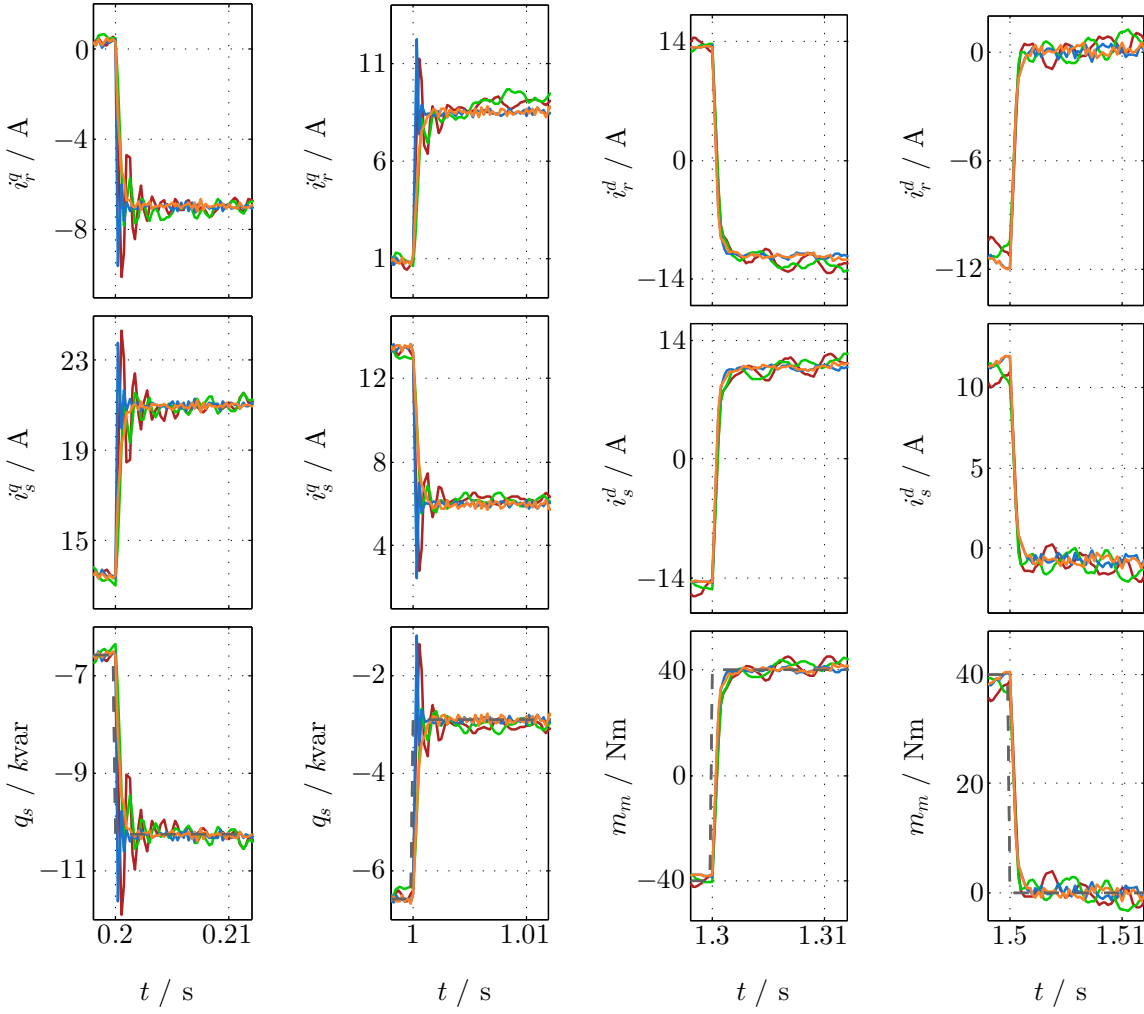 0
−4
−8
i_r^q / A
11
6
1
i_r^q / A
14
0
−14
i_r^d / A
0
−6
−12
i_r^d / A
23
19
15
i_s^q / A
12
8
4
i_s^q / A
14
0
−14
i_s^d / A
10
5
0
i_s^d / A
−7
−9
−11
q_s / kvar
−2
−4
−6
q_s / kvar
40
0
−40
m_m / Nm
40
20
0
m_m / Nm
0.2 0.21
1 1.01
1.3 1.31
1.5 1.51
t / s
t / s
t / s
t / s